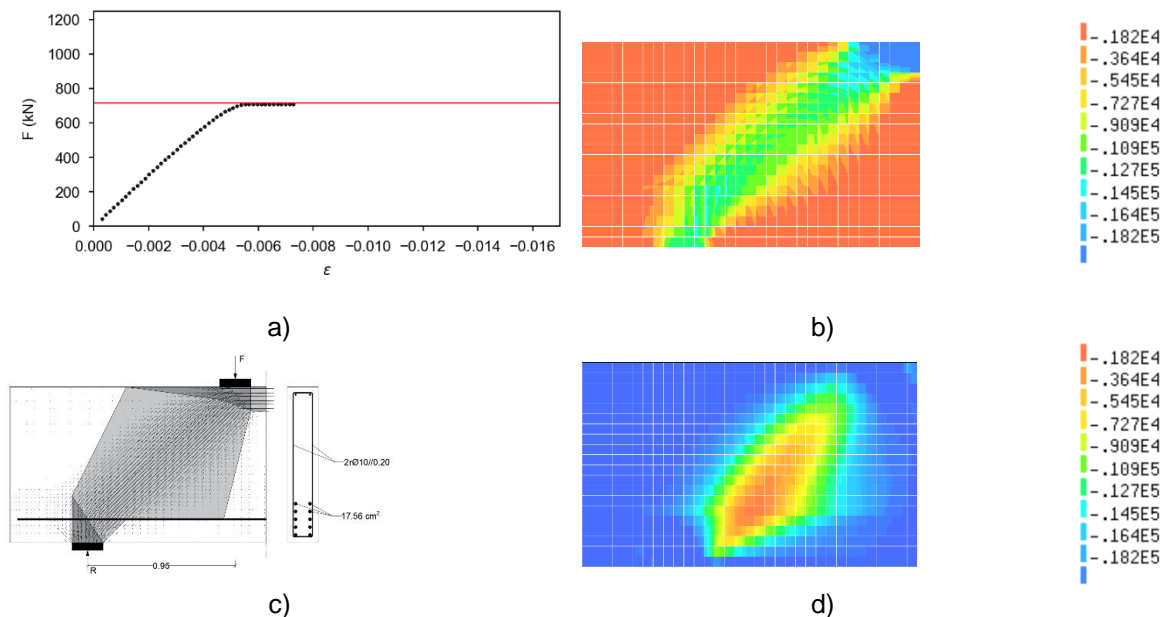 1200
1000
800
600
400
200
0
F (kN)
0.000 −0.002 −0.004 −0.006 −0.008 −0.010 −0.012 −0.014 −0.016
ε
a)
-.182E4
-.364E4
-.545E4
-.727E4
-.909E4
-.109E5
-.127E5
-.145E5
-.164E5
-.182E5
b)
F
2rØ10//0.20
17.56 cm²
R
0.95
c)
-.182E4
-.364E4
-.545E4
-.727E4
-.909E4
-.109E5
-.127E5
-.145E5
-.164E5
-.182E5
d)